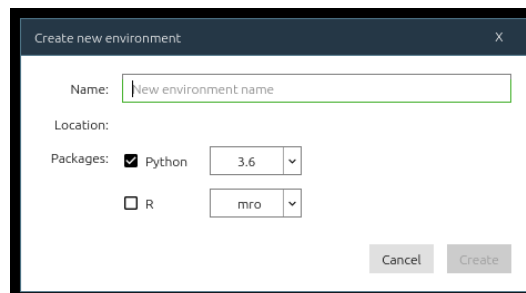 Create new environment X
Name: New environment name
Location:
Packages: Python 3.6
R mro
Cancel Create